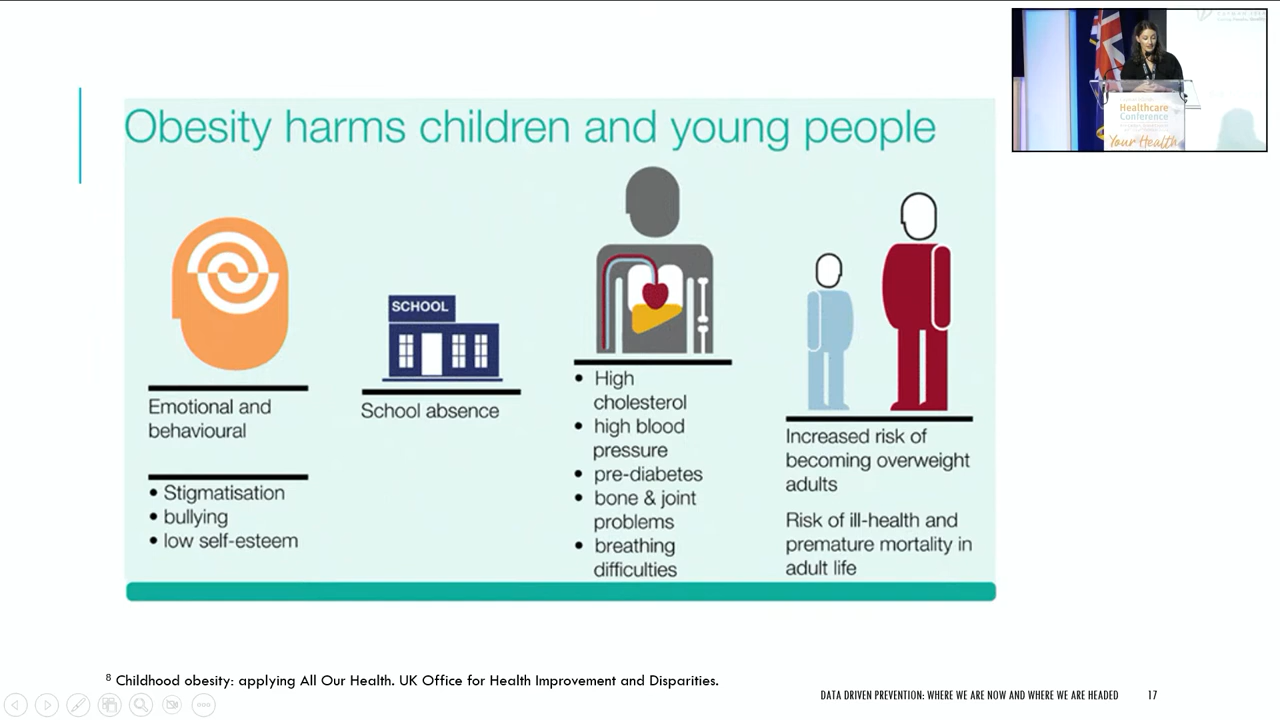 Obesity harms children and young people
SCHOOL
Emotional and
behavioural
• Stigmatisation
• bullying
• low self-esteem
School absence
• High
cholesterol
• high blood
pressure
• pre-diabetes
• bone & joint
problems
• breathing
difficulties
Increased risk of
becoming overweight
adults
Risk of ill-health and
premature mortality in
adult life
8 Childhood obesity: applying All Our Health. UK Office for Health Improvement and Disparities.
DATA DRIVEN PREVENTION: WHERE WE ARE NOW AND WHERE WE ARE HEADED
17
Healthcare
Conference
Your Health